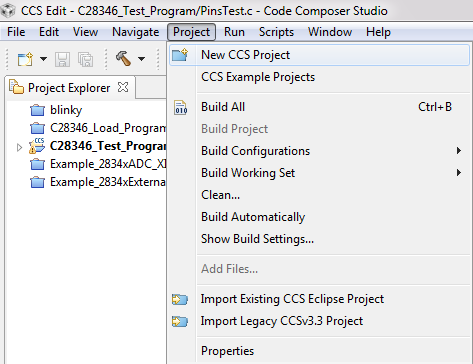 CCS Edit - C28346_Test_Program/PinsTest.c - Code Composer Studio
File Edit View Navigate Project Run Scripts Window Help
Project Explorer
blinky
C28346_Load_Program
CCS
C28346_Test_Program
Example_2834xADC_XI
Example_2834xExterna
New CCS Project
CCS Example Projects
010
Build All Ctrl+B
Build Project
Build Configurations
Build Working Set
Clean...
Build Automatically
Show Build Settings...
Add Files...
Import Existing CCS Eclipse Project
Import Legacy CCSv3.3 Project
Properties